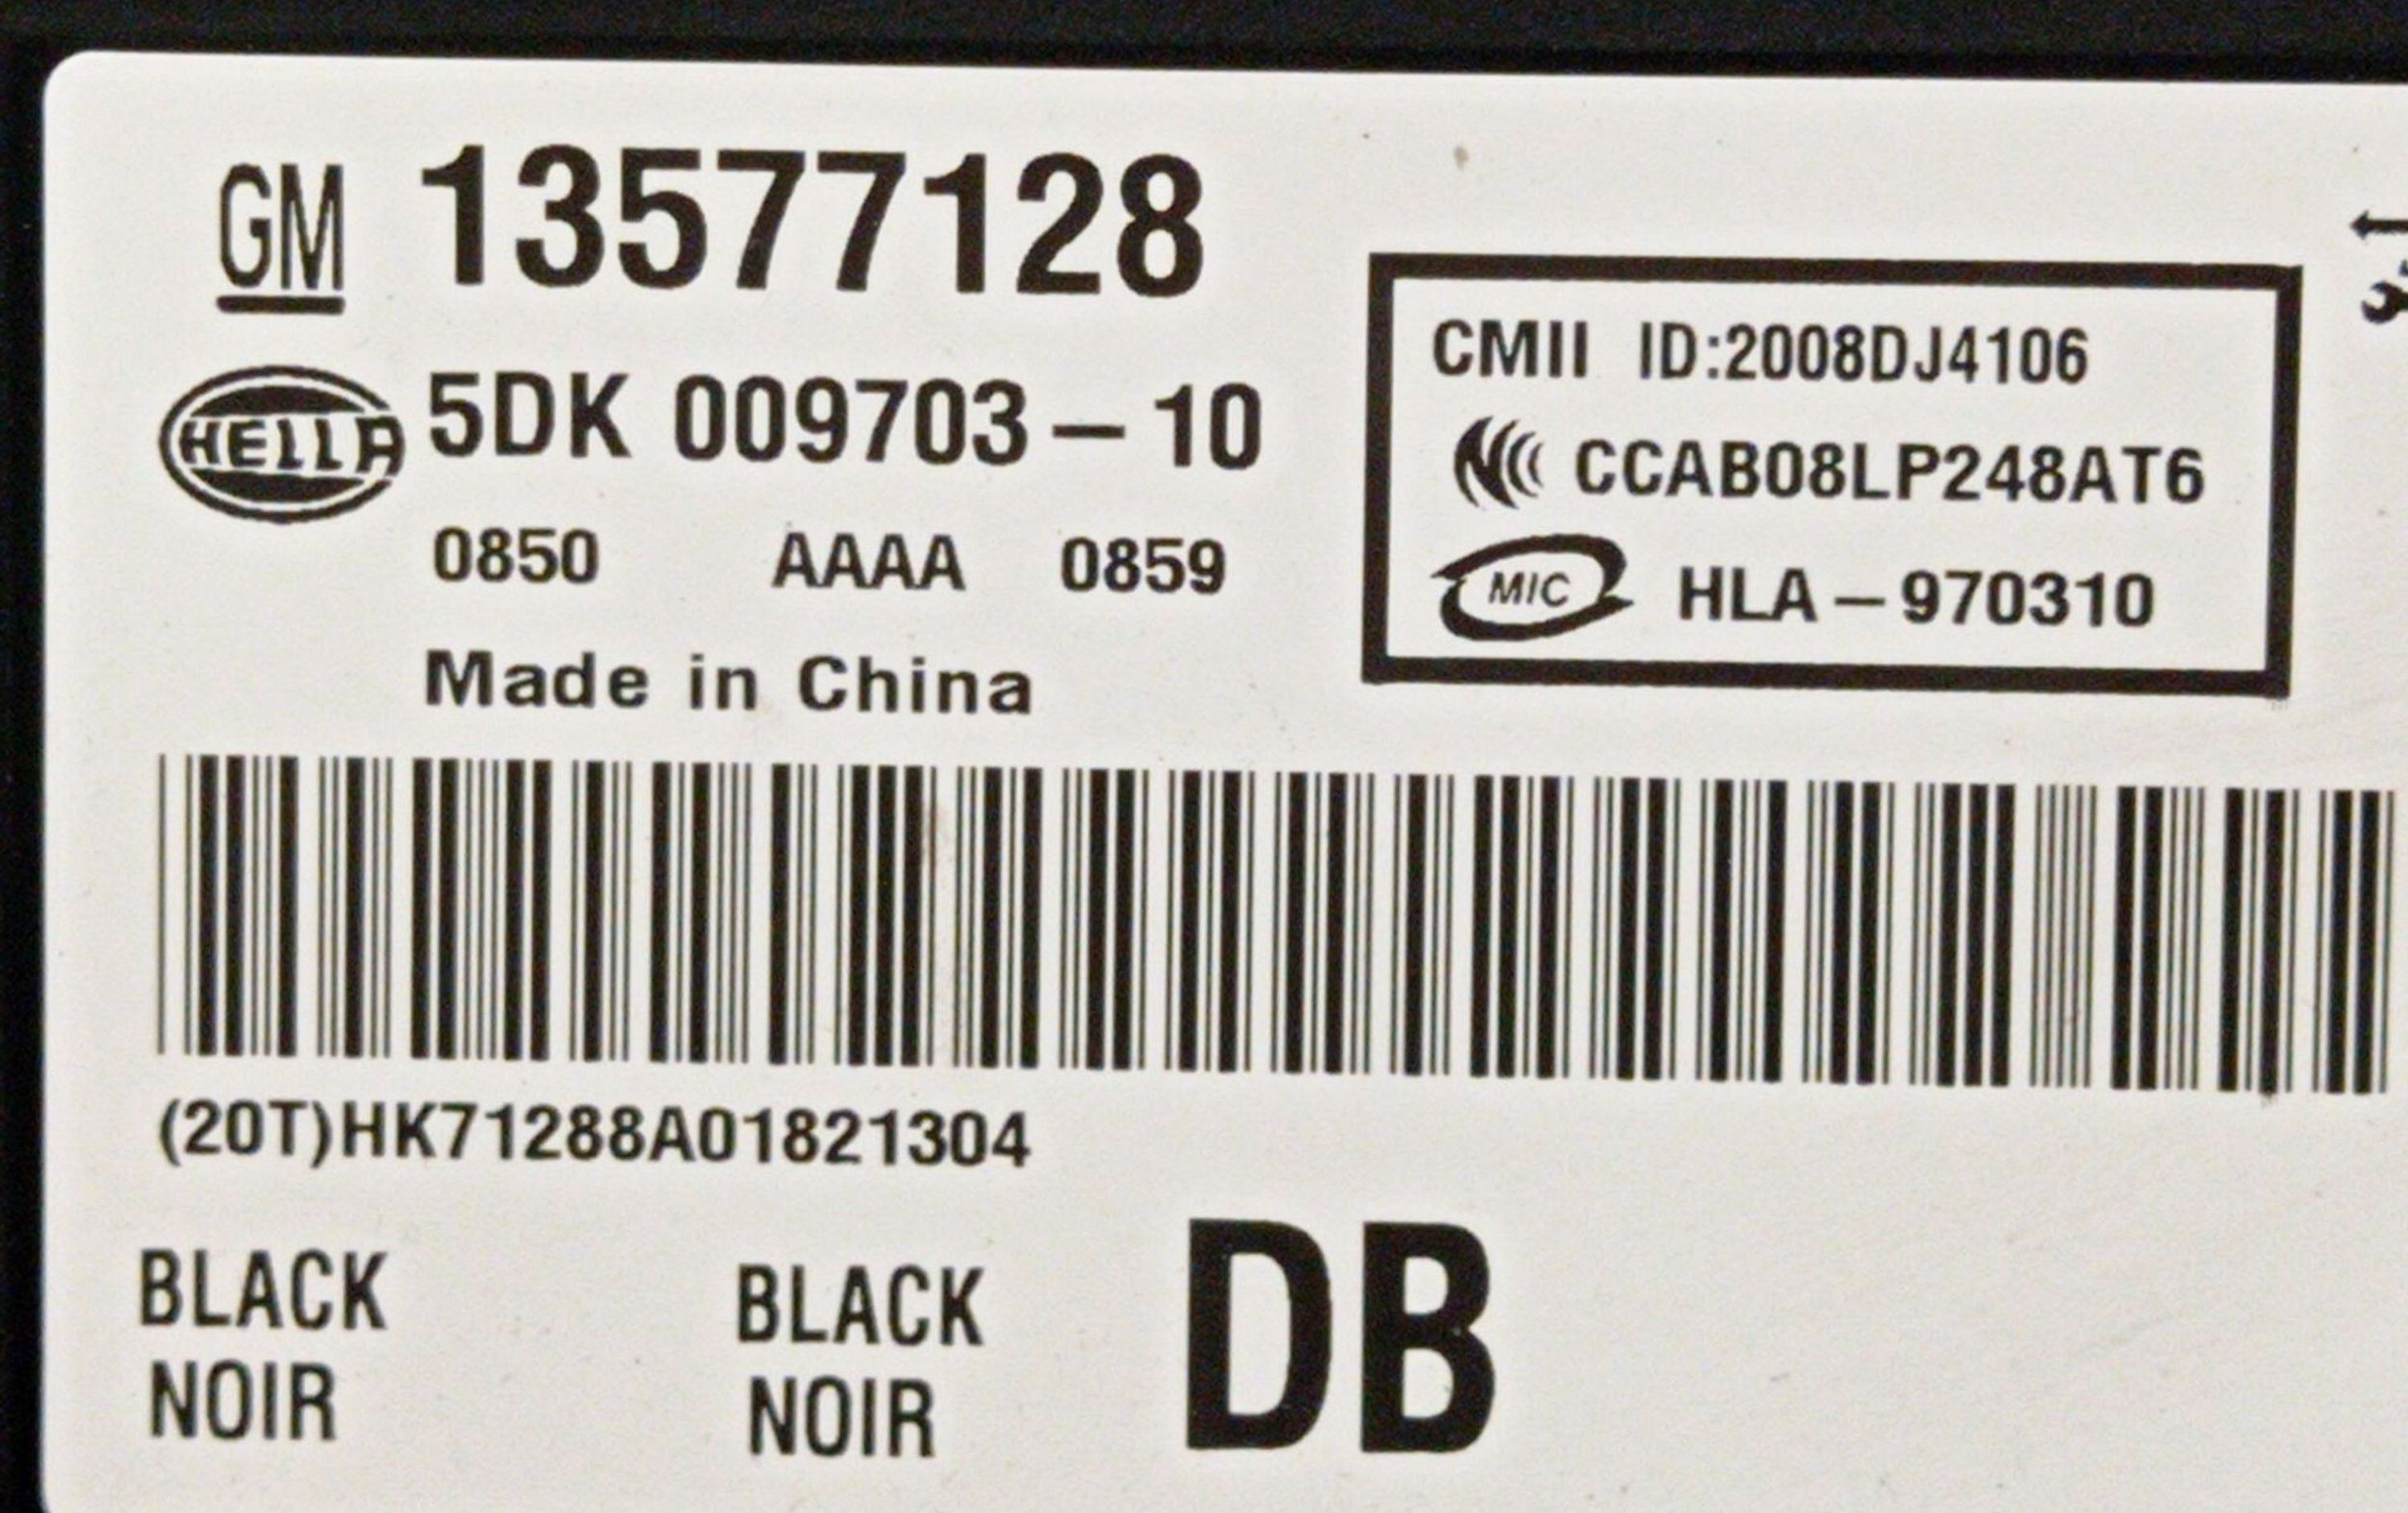 GM 13577128
HELLA 5DK 009703-10
0850 AAAA 0859
Made in China
CMII ID:2008DJ4106
CCAB08LP248AT6
MIC HLA-970310
(20T)HK71288A01821304
BLACK BLACK DB
NOIR NOIR